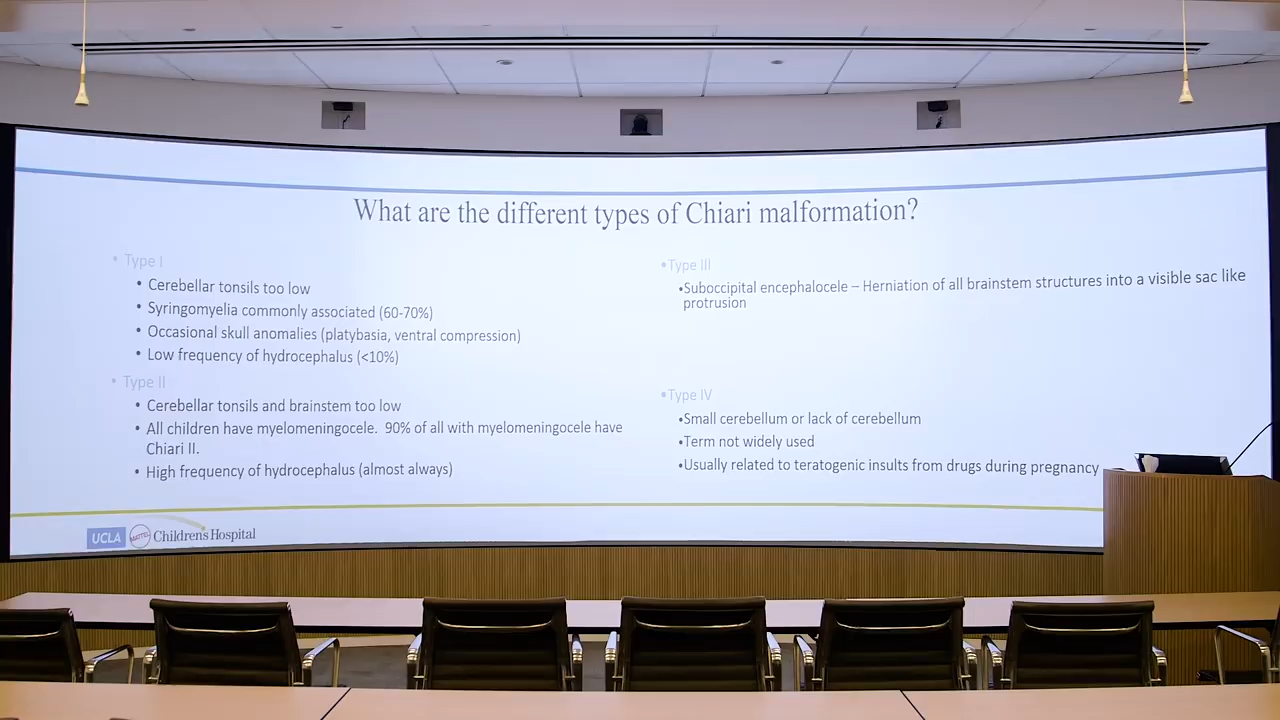 What are the different types of Chiari malformation?
• Type I
• Cerebellar tonsils too low
• Syringomyelia commonly associated (60-70%)
• Occasional skull anomalies (platybasia, ventral compression)
• Low frequency of hydrocephalus (<10%)
• Type II
• Cerebellar tonsils and brainstem too low
• All children have myelomeningocele. 90% of all with myelomeningocele have
Chiari II.
• High frequency of hydrocephalus (almost always)
•Type III
•Suboccipital encephalocele – Herniation of all brainstem structures into a visible sac like
protrusion
•Type IV
•Small cerebellum or lack of cerebellum
•Term not widely used
•Usually related to teratogenic insults from drugs during pregnancy
UCLA MATTEL Children's Hospital